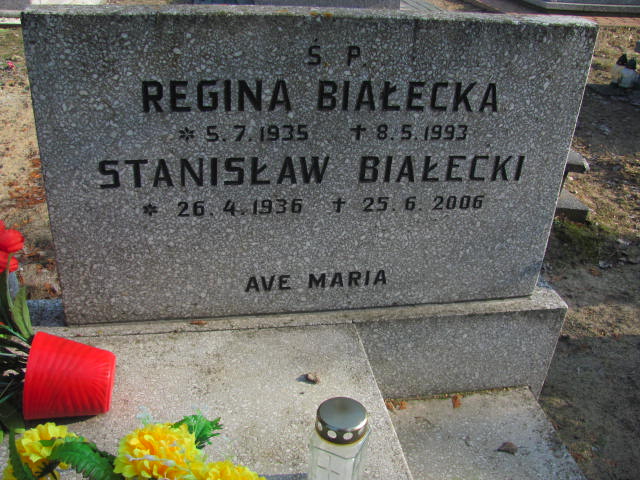 Ś P
REGINA BIAŁECKA
* 5.7.1935 ✝ 8.5.1993
STANISŁAW BIAŁECKI
* 26.4.1936 ✝ 25.6.2006
AVE MARIA